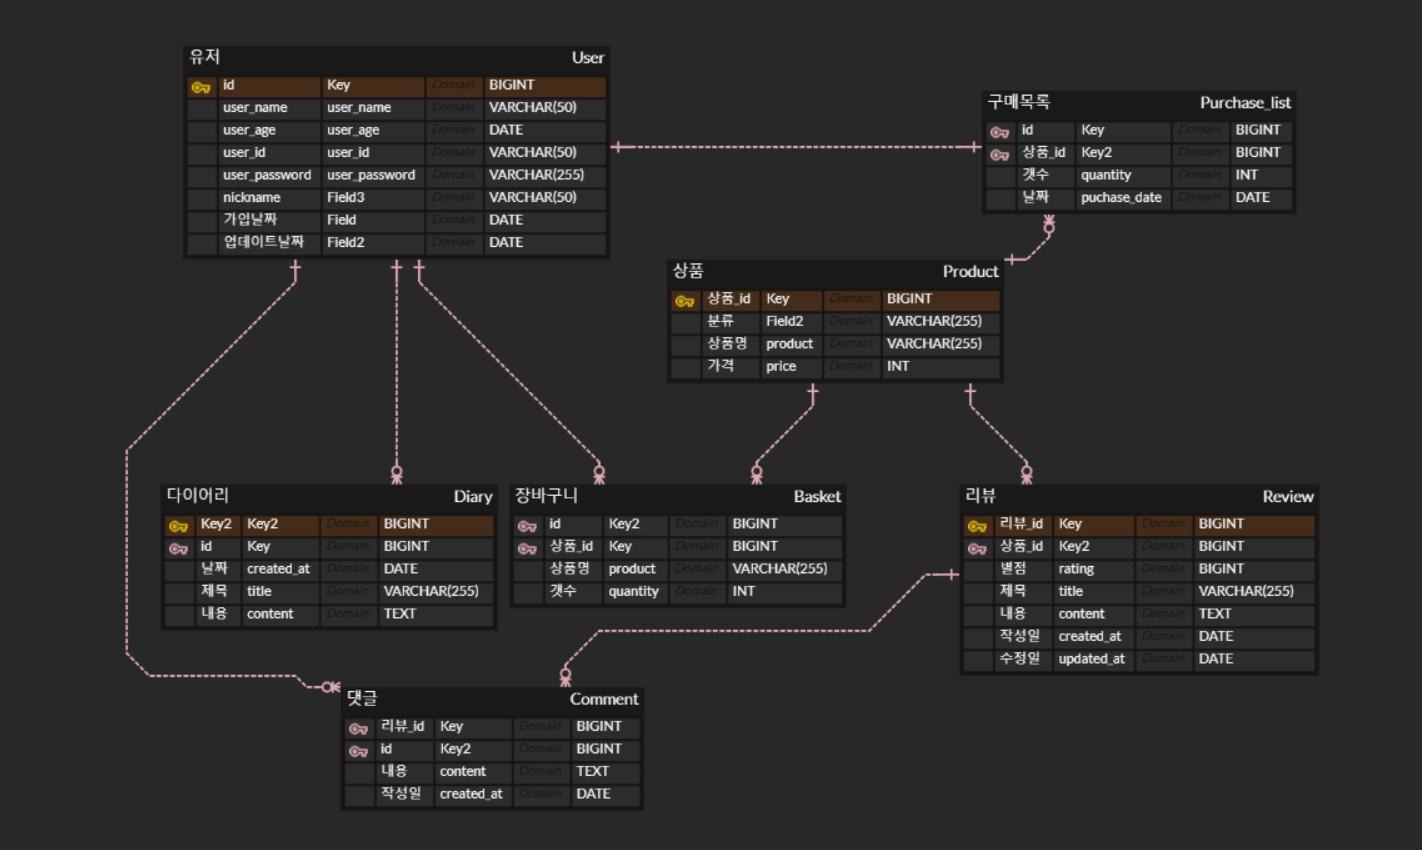 유저 User
id Key Domain BIGINT
user_name user_name Domain VARCHAR(50)
user_age user_age Domain DATE
user_id user_id Domain VARCHAR(50)
user_password user_password Domain VARCHAR(255)
nickname Field3 Domain VARCHAR(50)
가입날짜 Field Domain DATE
업데이트날짜 Field2 Domain DATE
구매목록 Purchase_list
id Key Domain BIGINT
상품_id Key2 Domain BIGINT
갯수 quantity Domain INT
날짜 puchase_date Domain DATE
상품 Product
상품_id Key Domain BIGINT
분류 Field2 Domain VARCHAR(255)
상품명 product Domain VARCHAR(255)
가격 price Domain INT
다이어리 Diary
Key2 Key2 Domain BIGINT
id Key Domain BIGINT
날짜 created_at Domain DATE
제목 title Domain VARCHAR(255)
내용 content Domain TEXT
장바구니 Basket
id Key2 Domain BIGINT
상품_id Key Domain BIGINT
상품명 product Domain VARCHAR(255)
갯수 quantity Domain INT
리뷰 Review
리뷰_id Key Domain BIGINT
상품_id Key2 Domain BIGINT
별점 rating Domain BIGINT
제목 title Domain VARCHAR(255)
내용 content Domain TEXT
작성일 created_at Domain DATE
수정일 updated_at Domain DATE
댓글 Comment
리뷰_id Key Domain BIGINT
id Key2 Domain BIGINT
내용 content Domain TEXT
작성일 created_at Domain DATE